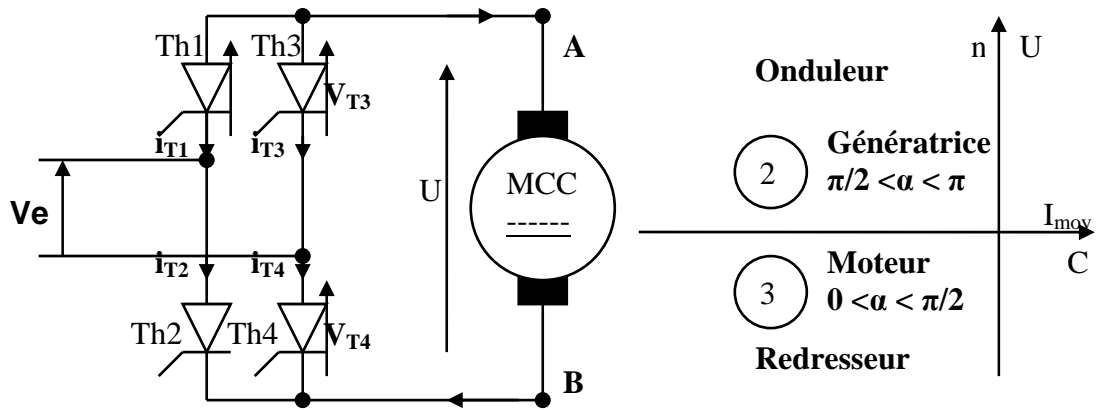 Th1
Th3
V_T3
i_T1
i_T3
Ve
i_T2
i_T4
Th2
Th4
V_T4
U
A
MCC
B
n
U
Onduleur
2
Génératrice
π/2 <α < π
I_moy
C
3
Moteur
0 <α < π/2
Redresseur